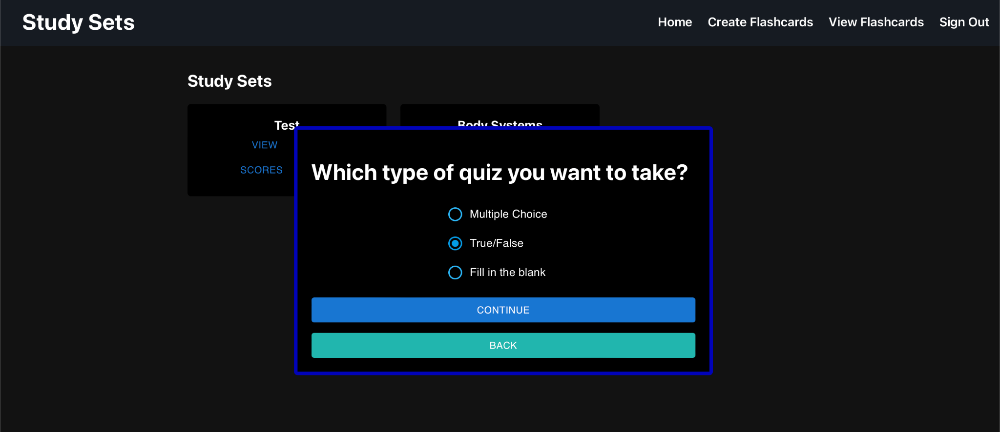 Study Sets
Home Create Flashcards View Flashcards Sign Out
Study Sets
Test
Body Systems
VIEW
SCORES
Which type of quiz you want to take?
Multiple Choice
True/False
Fill in the blank
CONTINUE
BACK